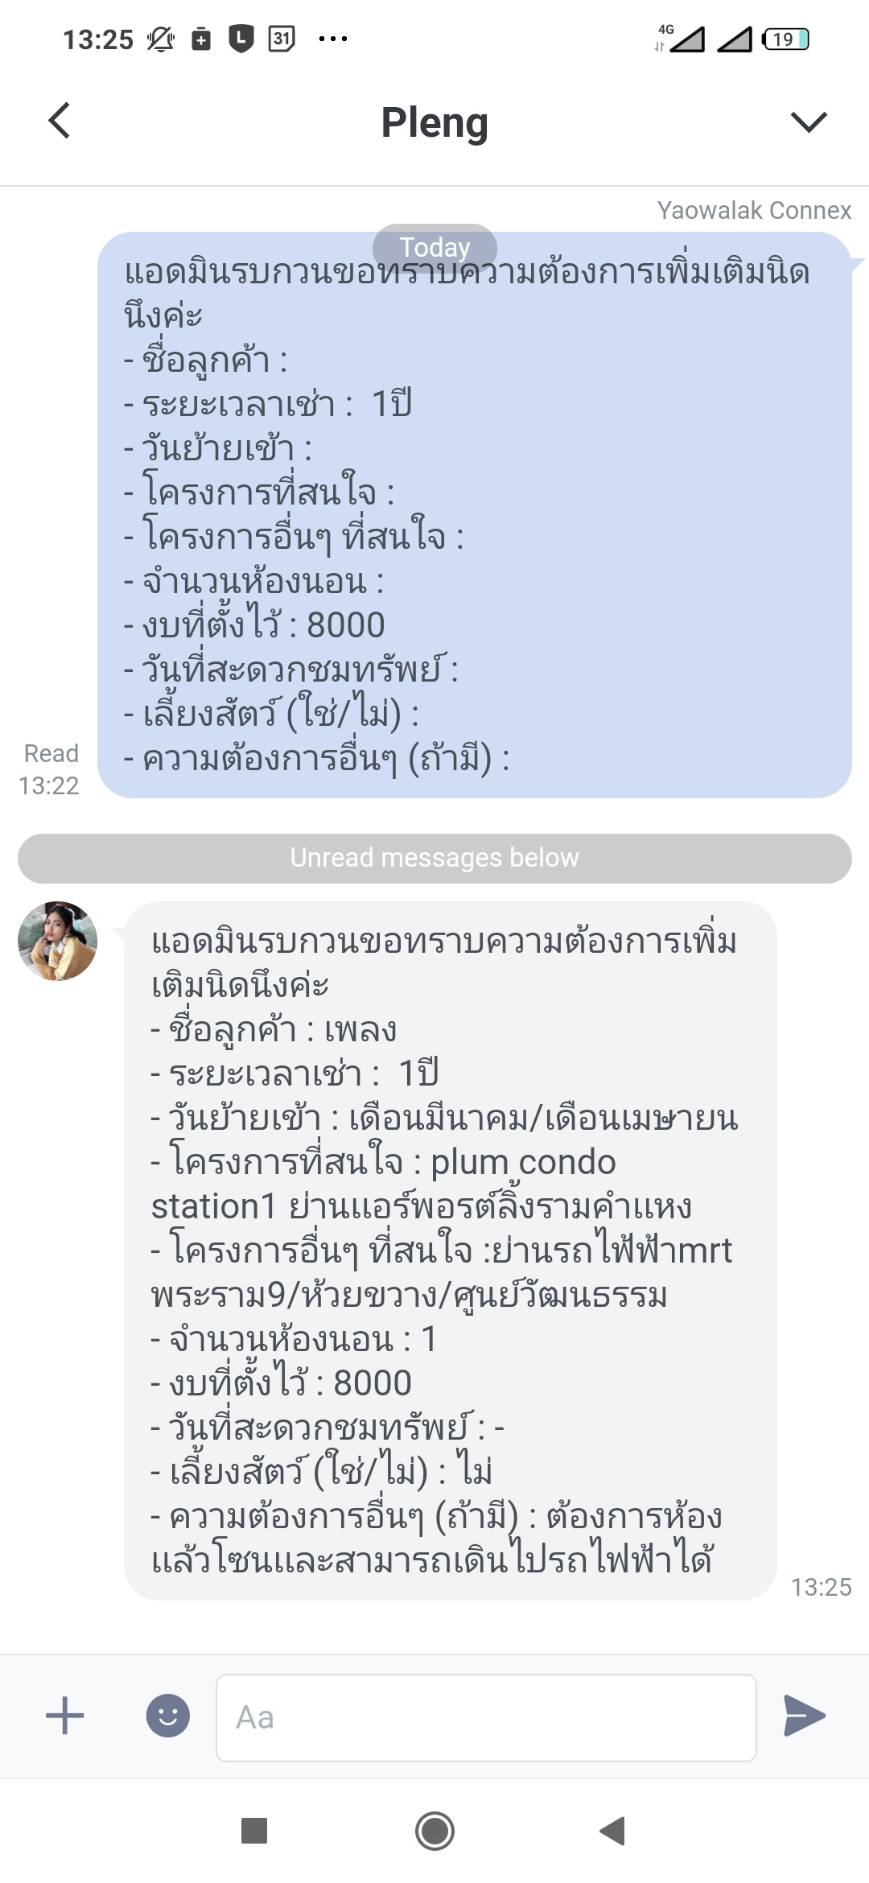 13:25 L 31 ... 4G 19
Pleng
Yaowalak Connex
Today
แอดมินรบกวนขอทราบความต้องการเพิ่มเติมนิด
นึงค่ะ
- ชื่อลูกค้า :
- ระยะเวลาเช่า : 1ปี
- วันย้ายเข้า :
- โครงการที่สนใจ :
- โครงการอื่นๆ ที่สนใจ :
- จำนวนห้องนอน :
- งบที่ตั้งไว้ : 8000
- วันที่สะดวกชมทรัพย์ :
- เลี้ยงสัตว์ (ใช่/ไม่) :
- ความต้องการอื่นๆ (ถ้ามี) :
Read
13:22
Unread messages below
แอดมินรบกวนขอทราบความต้องการเพิ่ม
เติมนิดนึงค่ะ
- ชื่อลูกค้า : เพลง
- ระยะเวลาเช่า : 1ปี
- วันย้ายเข้า : เดือนมีนาคม/เดือนเมษายน
- โครงการที่สนใจ : plum condo
station1 ย่านแอร์พอรต์ลิ้งรามคำแหง
- โครงการอื่นๆ ที่สนใจ :ย่านรถไฟฟ้าmrt
พระราม9/ห้วยขวาง/ศูนย์วัฒนธรรม
- จำนวนห้องนอน : 1
- งบที่ตั้งไว้ : 8000
- วันที่สะดวกชมทรัพย์ : -
- เลี้ยงสัตว์ (ใช่/ไม่) : ไม่
- ความต้องการอื่นๆ (ถ้ามี) : ต้องการห้อง
แล้วโซนและสามารถเดินไปรถไฟฟ้าได้
13:25
Aa